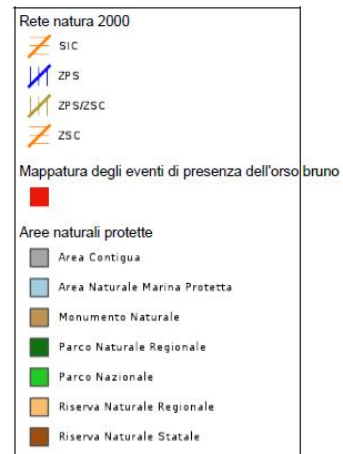 Rete natura 2000
SIC
ZPS
ZPS/ZSC
ZSC
Mappatura degli eventi di presenza dell'orso bruno
Aree naturali protette
Area Contigua
Area Naturale Marina Protetta
Monumento Naturale
Parco Naturale Regionale
Parco Nazionale
Riserva Naturale Regionale
Riserva Naturale Statale